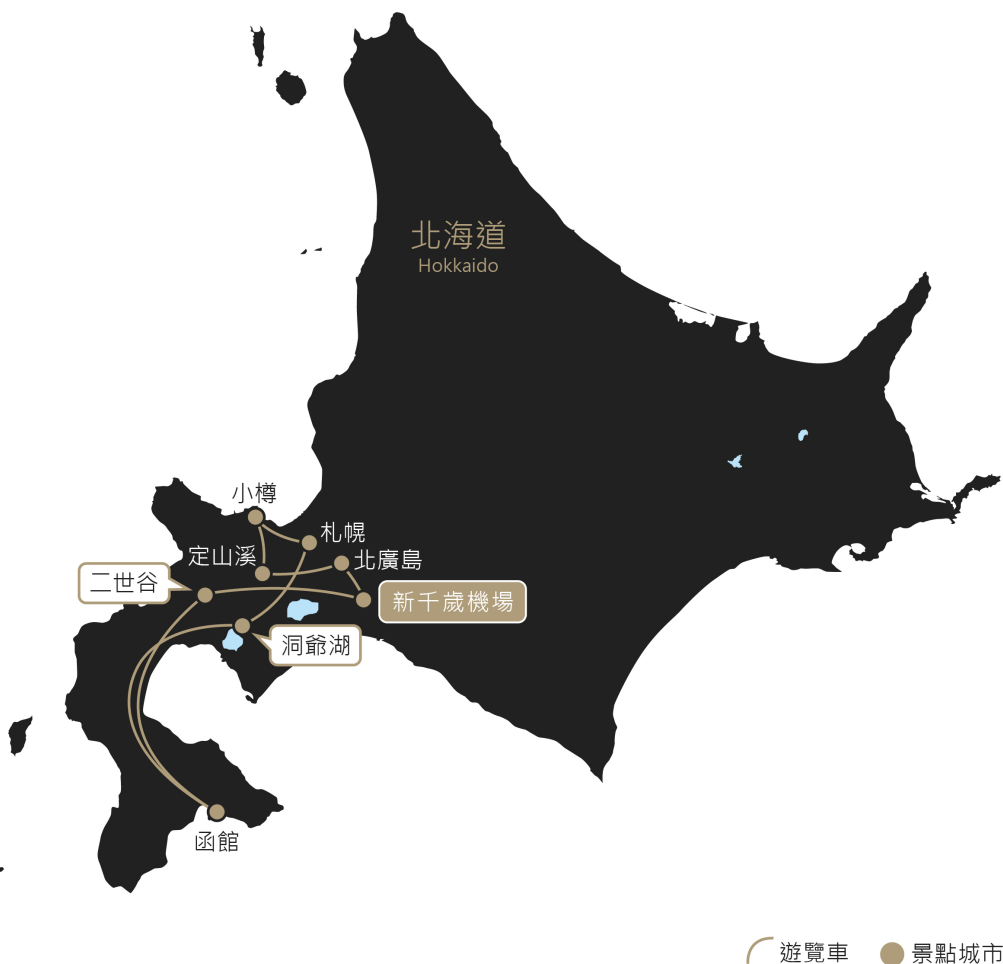 北海道
Hokkaido
小樽
札幌
定山溪
北廣島
二世谷
新千歲機場
洞爺湖
函館
遊覽車
景點城市